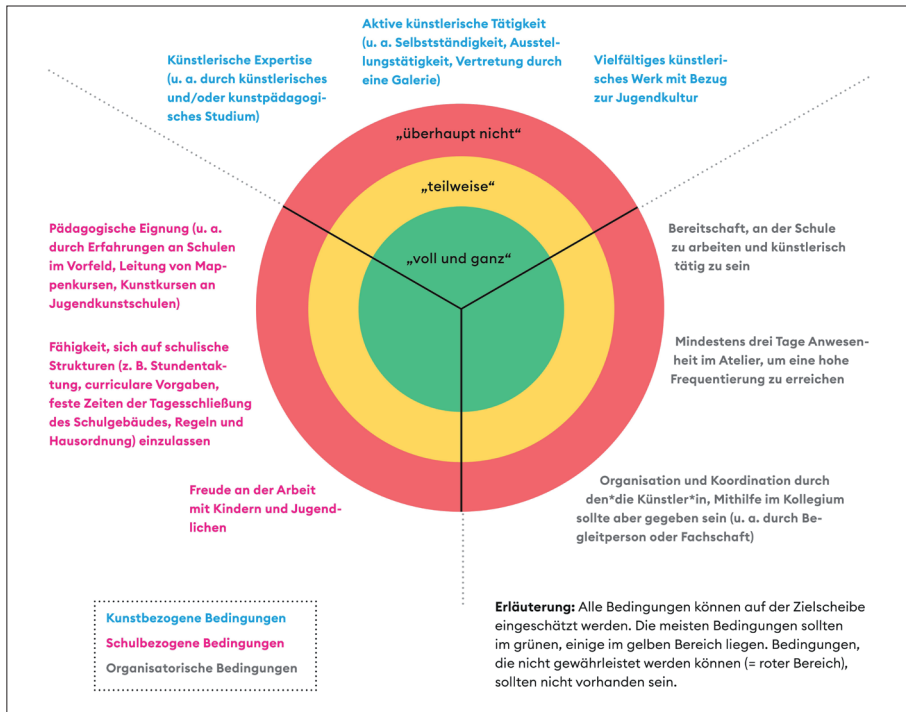 Künstlerische Expertise
(u. a. durch künstlerisches
und/oder kunstpädagogi-
sches Studium)
Aktive künstlerische Tätigkeit
(u. a. Selbstständigkeit, Ausstel-
lungstätigkeit, Vertretung durch
eine Galerie)
Vielfältiges künstleri-
sches Werk mit Bezug
zur Jugendkultur
„überhaupt nicht“
„teilweise“
„voll und ganz“
Pädagogische Eignung (u. a.
durch Erfahrungen an Schulen
im Vorfeld, Leitung von Map-
penkursen, Kunstkursen an
Jugendkunstschulen)
Fähigkeit, sich auf schulische
Strukturen (z. B. Stundentak-
tung, curriculare Vorgaben,
feste Zeiten der Tagesschließung
des Schulgebäudes, Regeln und
Hausordnung) einzulassen
Freude an der Arbeit
mit Kindern und Jugend-
lichen
Bereitschaft, an der Schule
zu arbeiten und künstlerisch
tätig zu sein
Mindestens drei Tage Anwesen-
heit im Atelier, um eine hohe
Frequentierung zu erreichen
Organisation und Koordination durch
den*die Künstler*in, Mithilfe im Kollegium
sollte aber gegeben sein (u. a. durch Be-
gleitperson oder Fachschaft)
Kunstbezogene Bedingungen
Schulbezogene Bedingungen
Organisatorische Bedingungen
Erläuterung: Alle Bedingungen können auf der Zielscheibe
eingeschätzt werden. Die meisten Bedingungen sollten
im grünen, einige im gelben Bereich liegen. Bedingungen,
die nicht gewährleistet werden können (= roter Bereich),
sollten nicht vorhanden sein.